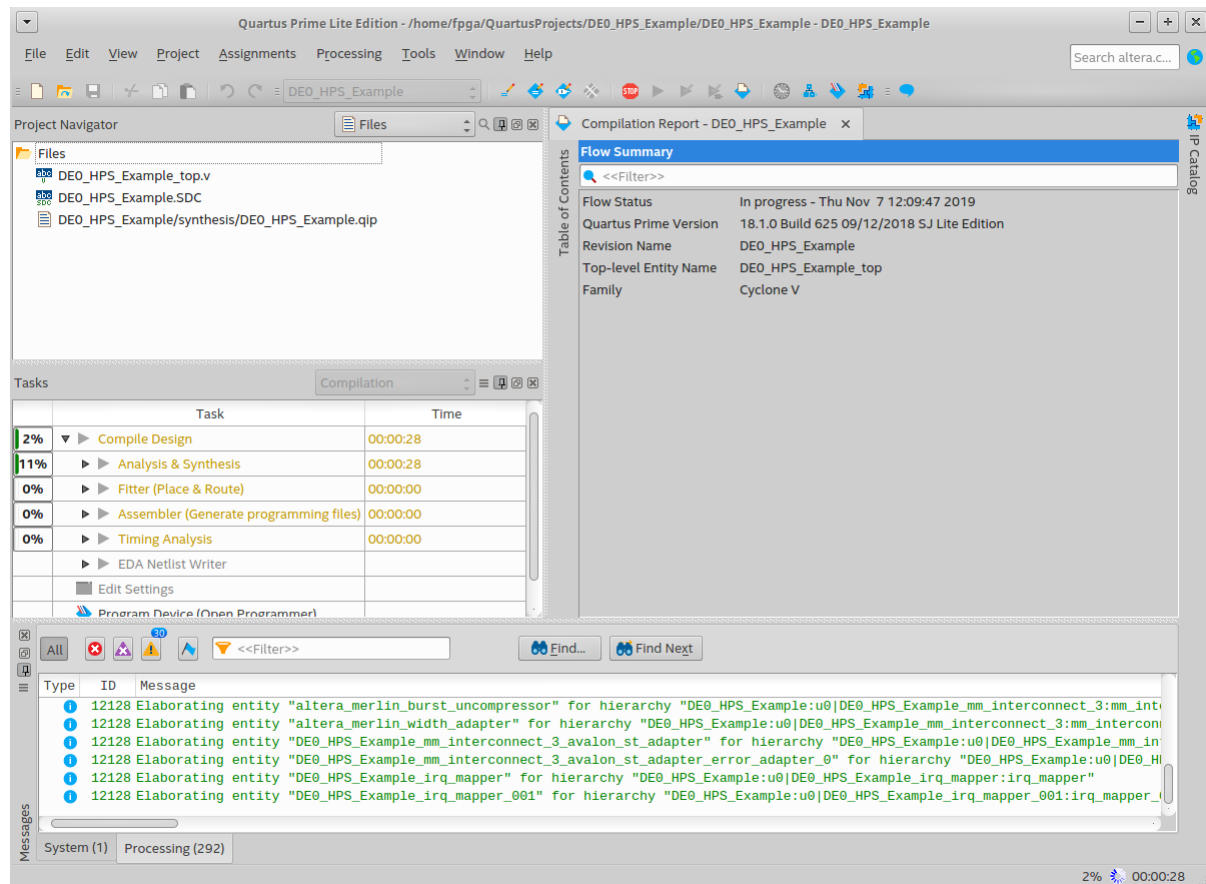 Quartus Prime Lite Edition - /home/fpga/QuartusProjects/DE0_HPS_Example/DE0_HPS_Example - DE0_HPS_Example
File Edit View Project Assignments Processing Tools Window Help
Search altera.c...
DE0_HPS_Example
STOP
Project Navigator
Files
Compilation Report - DE0_HPS_Example
Files
DE0_HPS_Example_top.v
DE0_HPS_Example.SDC
DE0_HPS_Example/synthesis/DE0_HPS_Example.qip
Table of Contents
Flow Summary
<<Filter>>
Flow Status In progress - Thu Nov 7 12:09:47 2019
Quartus Prime Version 18.1.0 Build 625 09/12/2018 SJ Lite Edition
Revision Name DE0_HPS_Example
Top-level Entity Name DE0_HPS_Example_top
Family Cyclone V
IP Catalog
Tasks
Compilation
Task Time
2% Compile Design 00:00:28
11% Analysis & Synthesis 00:00:28
0% Fitter (Place & Route) 00:00:00
0% Assembler (Generate programming files) 00:00:00
0% Timing Analysis 00:00:00
EDA Netlist Writer
Edit Settings
Program Device (Open Programmer)
All
30
<<Filter>>
Find...
Find Next
Type ID Message
12128 Elaborating entity "altera_merlin_burst_uncompressor" for hierarchy "DE0_HPS_Example:u0|DE0_HPS_Example_mm_interconnect_3:mm_inte
12128 Elaborating entity "altera_merlin_width_adapter" for hierarchy "DE0_HPS_Example:u0|DE0_HPS_Example_mm_interconnect_3:mm_interconn
12128 Elaborating entity "DE0_HPS_Example_mm_interconnect_3_avalon_st_adapter" for hierarchy "DE0_HPS_Example:u0|DE0_HPS_Example_mm_in
12128 Elaborating entity "DE0_HPS_Example_mm_interconnect_3_avalon_st_adapter_error_adapter_0" for hierarchy "DE0_HPS_Example:u0|DE0_H
12128 Elaborating entity "DE0_HPS_Example_irq_mapper" for hierarchy "DE0_HPS_Example:u0|DE0_HPS_Example_irq_mapper:irq_mapper"
12128 Elaborating entity "DE0_HPS_Example_irq_mapper_001" for hierarchy "DE0_HPS_Example:u0|DE0_HPS_Example_irq_mapper_001:irq_mapper_
Messages
System (1) Processing (292)
2% 00:00:28